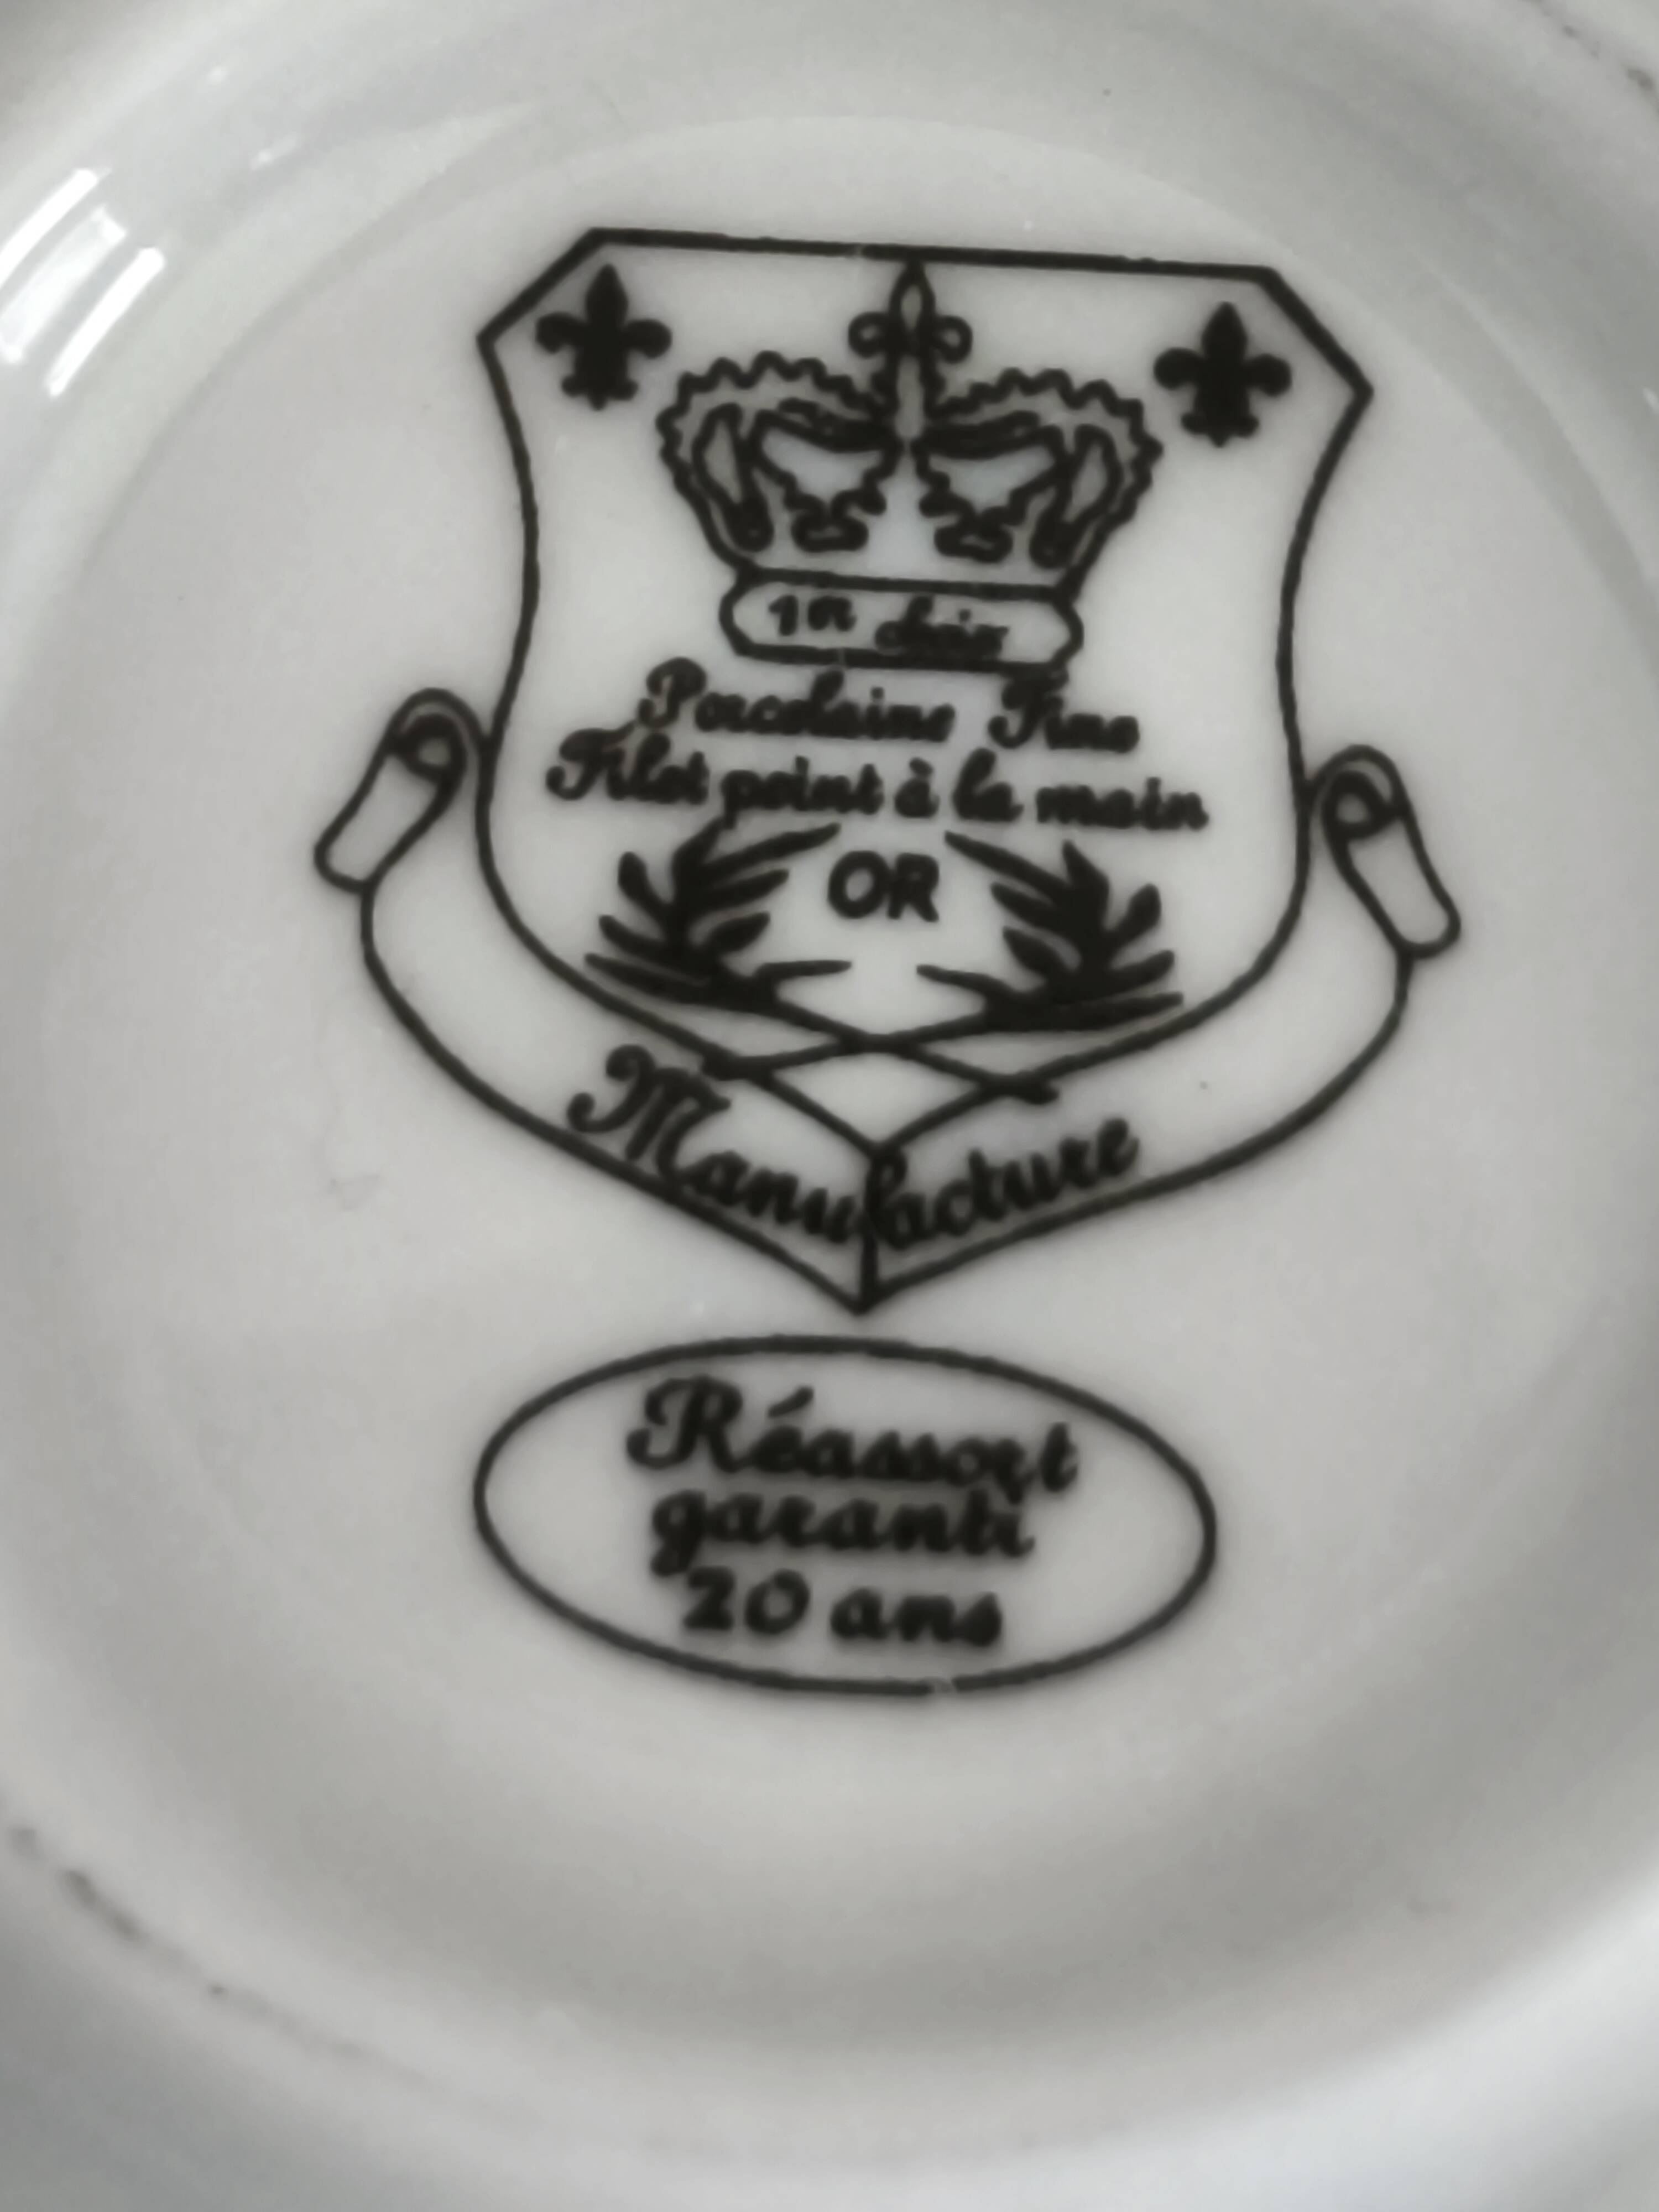 1er choix
Porcelaine Fine
Filet peint à la main
OR
Manufacture
Réassort
garanti
20 ans